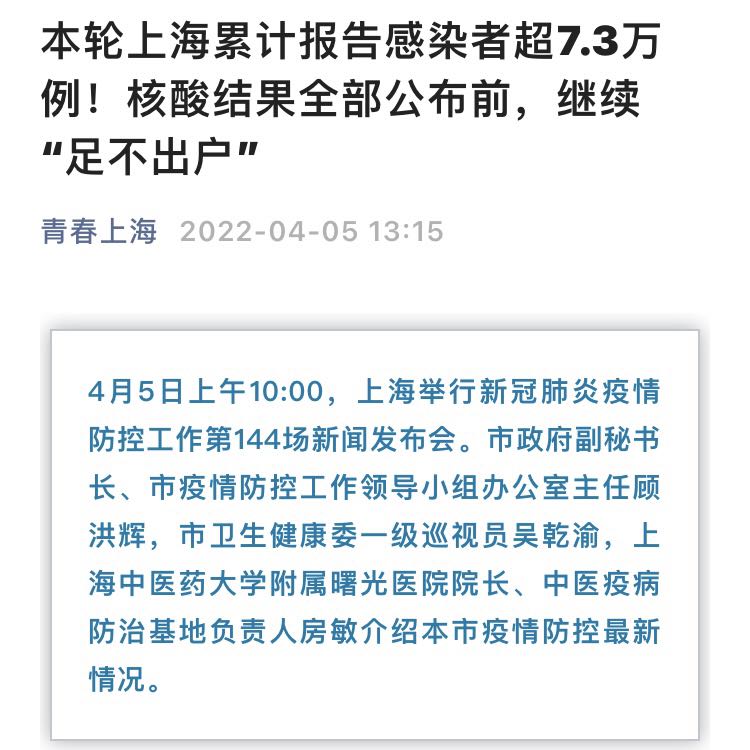 本轮上海累计报告感染者超7.3万
例！核酸结果全部公布前，继续
“足不出户”
青春上海 2022-04-05 13:15
4月5日上午10:00，上海举行新冠肺炎疫情
防控工作第144场新闻发布会。市政府副秘书
长、市疫情防控工作领导小组办公室主任顾
洪辉，市卫生健康委一级巡视员吴乾渝，上
海中医药大学附属曙光医院院长、中医疫病
防治基地负责人房敏介绍本市疫情防控最新
情况。